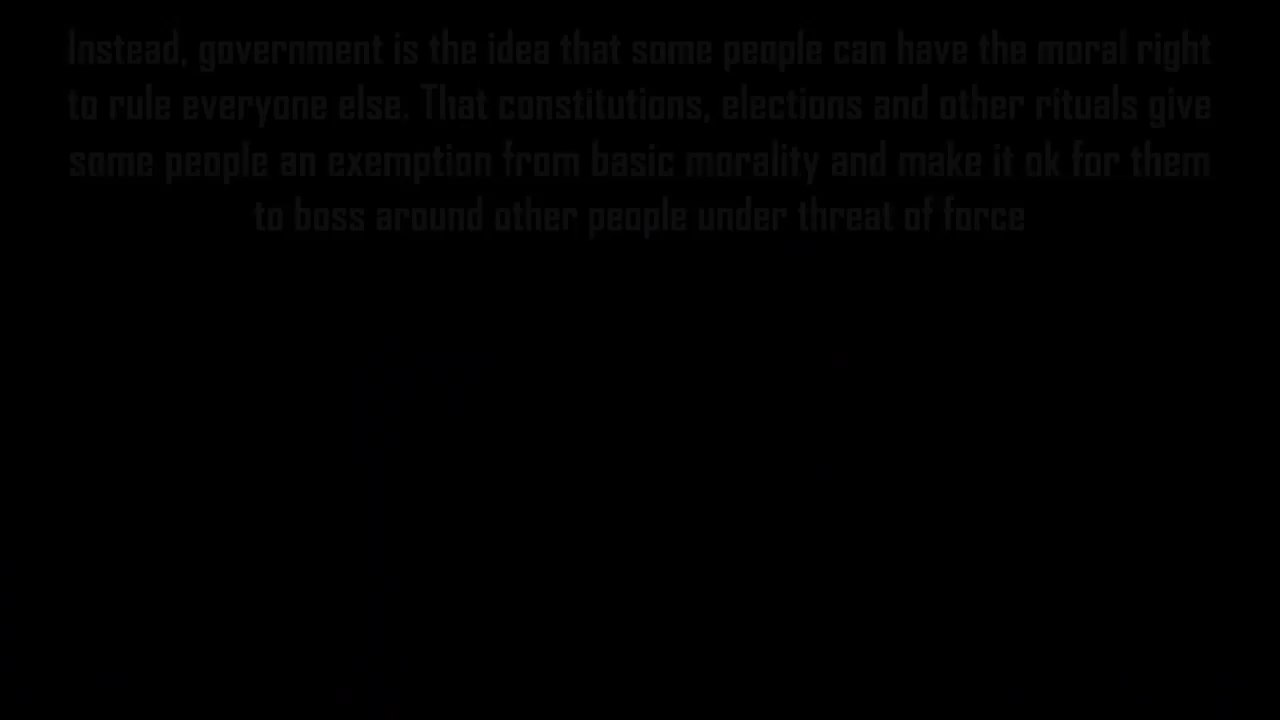 Instead, government is the idea that some people can have the moral right
to rule everyone else. That constitutions, elections and other rituals give
some people an exemption from basic morality and make it ok for them
to boss around other people under threat of force